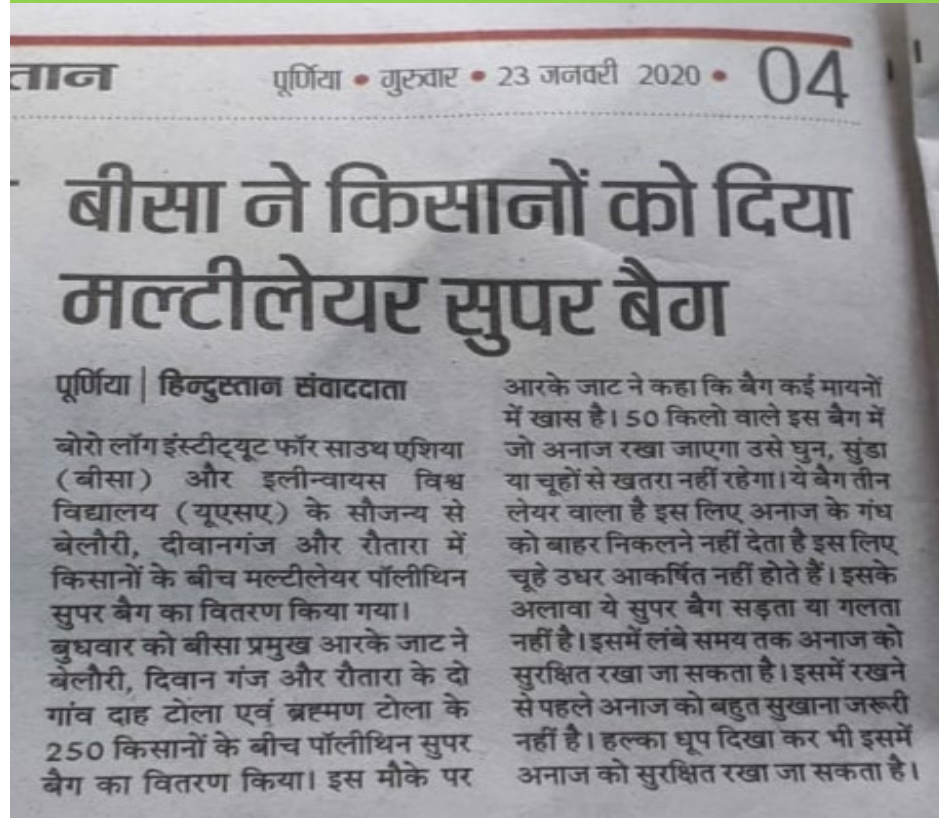 तान
पूर्णिया • गुरुवार • 23 जनवरी 2020 • 04
बीसा ने किसानों को दिया
मल्टीलेयर सुपर बैग
पूर्णिया | हिन्दुस्तान संवाददाता
बोरो लॉग इंस्टीट्यूट फॉर साउथ एशिया
(बीसा) और इलीन्वायस विश्व
विद्यालय (यूएसए) के सौजन्य से
बेलौरी, दीवानगंज और रौतारा में
किसानों के बीच मल्टीलेयर पॉलीथिन
सुपर बैग का वितरण किया गया।
बुधवार को बीसा प्रमुख आरके जाट ने
बेलौरी, दिवान गंज और रौतारा के दो
गांव दाह टोला एवं ब्रह्मण टोला के
250 किसानों के बीच पॉलीथिन सुपर
बैग का वितरण किया। इस मौके पर
आरके जाट ने कहा कि बैग कई मायनों
में खास है। 50 किलो वाले इस बैग में
जो अनाज रखा जाएगा उसे घुन, सुंडा
या चूहों से खतरा नहीं रहेगा। ये बैग तीन
लेयर वाला है इस लिए अनाज के गंध
को बाहर निकलने नहीं देता है इस लिए
चूहे उधर आकर्षित नहीं होते हैं। इसके
अलावा ये सुपर बैग सड़ता या गलता
नहीं है। इसमें लंबे समय तक अनाज को
सुरक्षित रखा जा सकता है। इसमें रखने
से पहले अनाज को बहुत सुखाना जरूरी
नहीं है। हल्का धूप दिखा कर भी इसमें
अनाज को सुरक्षित रखा जा सकता है।